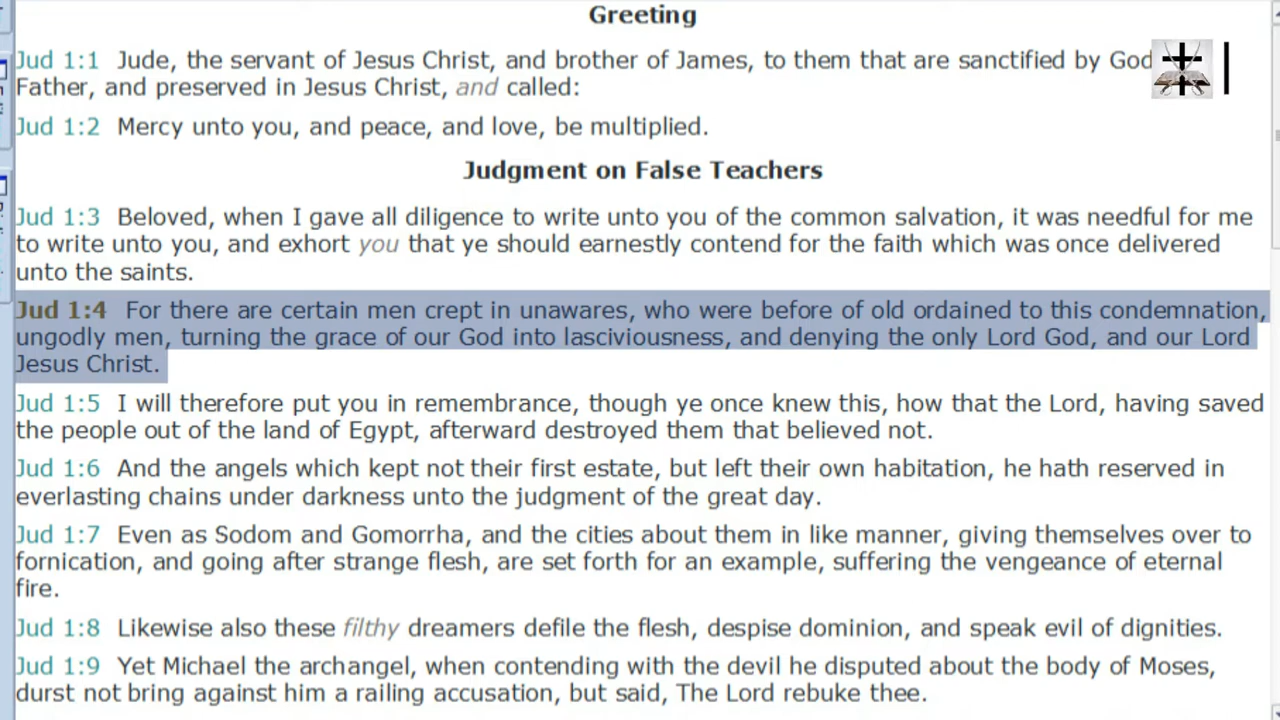 Greeting
Jud 1:1 Jude, the servant of Jesus Christ, and brother of James, to them that are sanctified by God
Father, and preserved in Jesus Christ, and called:
Jud 1:2 Mercy unto you, and peace, and love, be multiplied.
Judgment on False Teachers
Jud 1:3 Beloved, when I gave all diligence to write unto you of the common salvation, it was needful for me
to write unto you, and exhort you that ye should earnestly contend for the faith which was once delivered
unto the saints.
Jud 1:4 For there are certain men crept in unawares, who were before of old ordained to this condemnation,
ungodly men, turning the grace of our God into lasciviousness, and denying the only Lord God, and our Lord
Jesus Christ.
Jud 1:5 I will therefore put you in remembrance, though ye once knew this, how that the Lord, having saved
the people out of the land of Egypt, afterward destroyed them that believed not.
Jud 1:6 And the angels which kept not their first estate, but left their own habitation, he hath reserved in
everlasting chains under darkness unto the judgment of the great day.
Jud 1:7 Even as Sodom and Gomorrha, and the cities about them in like manner, giving themselves over to
fornication, and going after strange flesh, are set forth for an example, suffering the vengeance of eternal
fire.
Jud 1:8 Likewise also these filthy dreamers defile the flesh, despise dominion, and speak evil of dignities.
Jud 1:9 Yet Michael the archangel, when contending with the devil he disputed about the body of Moses,
durst not bring against him a railing accusation, but said, The Lord rebuke thee.